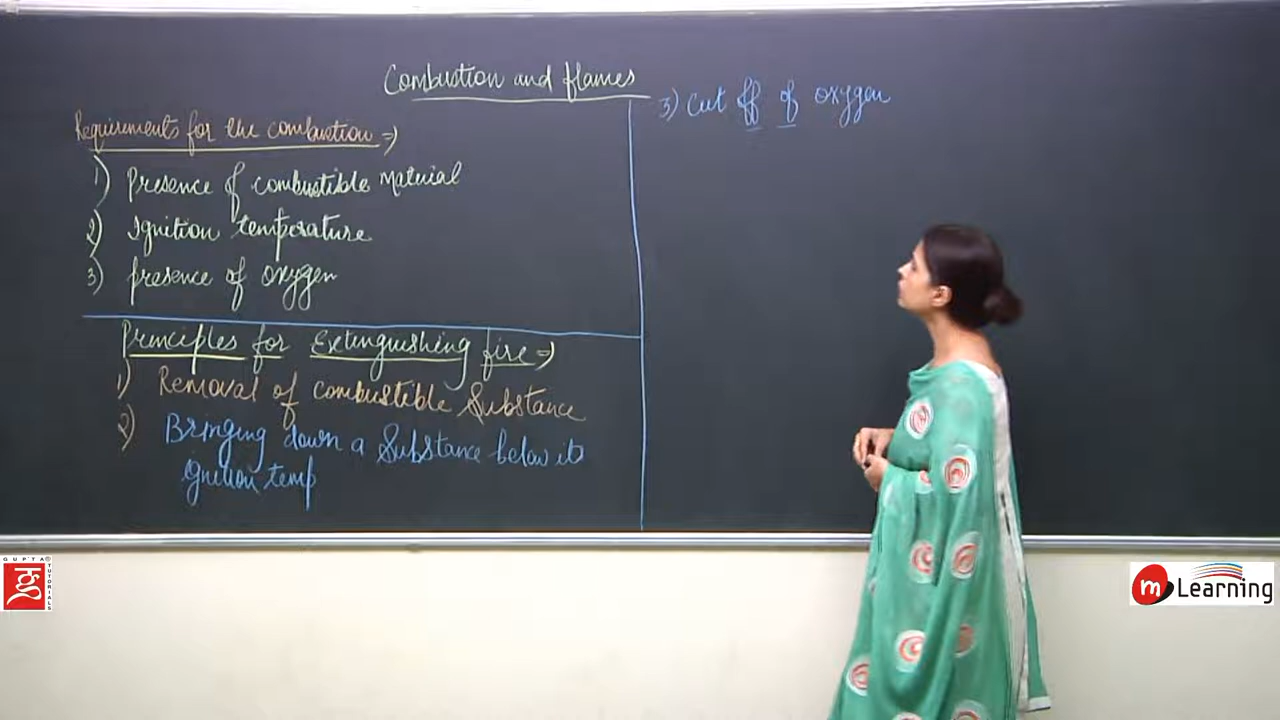 Combustion and flames
Requirements for the combustion ⇒
1) Presence of combustible Material
2) Ignition temperature
3) presence of oxygen
Principles for Extinguishing fire ⇒
1) Removal of combustible Substance
2) Bringing down a Substance below its
ignition temp
3) Cut off of oxygen
GUPTA
TUTORIALS
m Learning